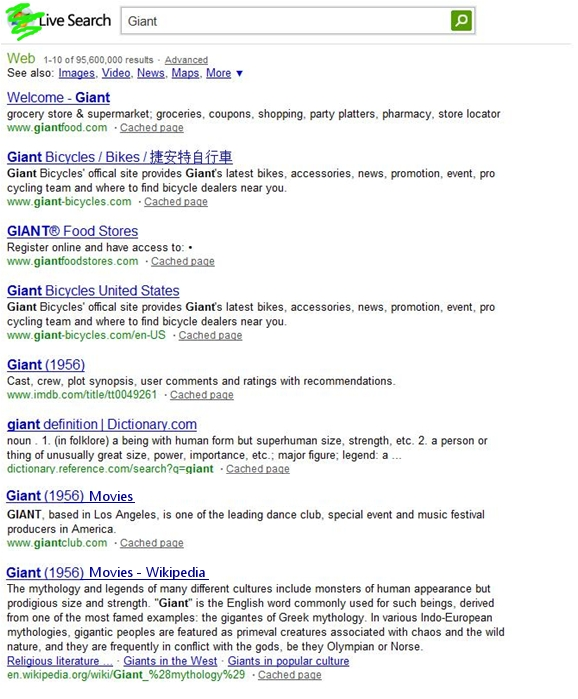 Live Search Giant
Web 1-10 of 95,600,000 results · Advanced
See also: Images, Video, News, Maps, More ▼
Welcome - Giant
grocery store & supermarket; groceries, coupons, shopping, party platters, pharmacy, store locator
www.giantfood.com · Cached page
Giant Bicycles / Bikes / 捷安特自行車
Giant Bicycles' offical site provides Giant's latest bikes, accessories, news, promotion, event, pro
cycling team and where to find bicycle dealers near you.
www.giant-bicycles.com · Cached page
GIANT® Food Stores
Register online and have access to: •
www.giantfoodstores.com · Cached page
Giant Bicycles United States
Giant Bicycles' offical site provides Giant's latest bikes, accessories, news, promotion, event, pro
cycling team and where to find bicycle dealers near you.
www.giant-bicycles.com/en-US · Cached page
Giant (1956)
Cast, crew, plot synopsis, user comments and ratings with recommendations.
www.imdb.com/title/tt0049261 · Cached page
giant definition | Dictionary.com
noun . 1. (in folklore) a being with human form but superhuman size, strength, etc. 2. a person or
thing of unusually great size, power, importance, etc.; major figure; legend: a ...
dictionary.reference.com/search?q=giant · Cached page
Giant (1956) Movies
GIANT, based in Los Angeles, is one of the leading dance club, special event and music festival
producers in America.
www.giantclub.com · Cached page
Giant (1956) Movies - Wikipedia
The mythology and legends of many different cultures include monsters of human appearance but
prodigious size and strength. "Giant" is the English word commonly used for such beings, derived
from one of the most famed examples: the gigantes of Greek mythology. In various Indo-European
mythologies, gigantic peoples are featured as primeval creatures associated with chaos and the wild
nature, and they are frequently in conflict with the gods, be they Olympian or Norse.
Religious literature ... · Giants in the West · Giants in popular culture
en.wikipedia.org/wiki/Giant_%28mythology%29 · Cached page